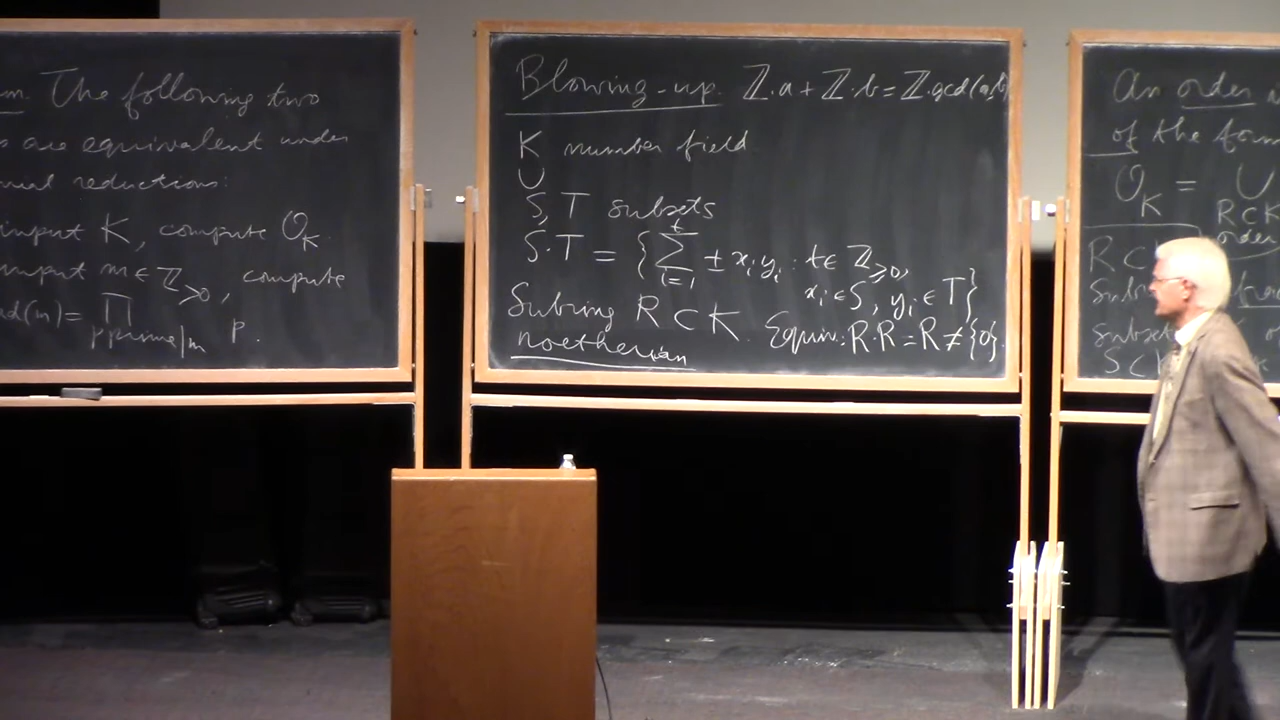 The following two
are equivalent under
reductions:
input K, compute O_K.
input m ∈ ℤ_{>0}, compute
(m) = ∏_{p prime | m} p.
Blowing-up. ℤ·a + ℤ·b = ℤ·gcd(a,b)
K number field
∪
S, T subsets
S·T = {∑_{i=1}^{t} ± x_i y_i : t ∈ ℤ_{≥0},
x_i ∈ S, y_i ∈ T}
Subring R ⊂ K. Equiv.: R·R = R ≠ {0}.
noetherian
An order
of the form
O_K = ∪_{R⊂K order}
R ⊂
subset
S ⊂